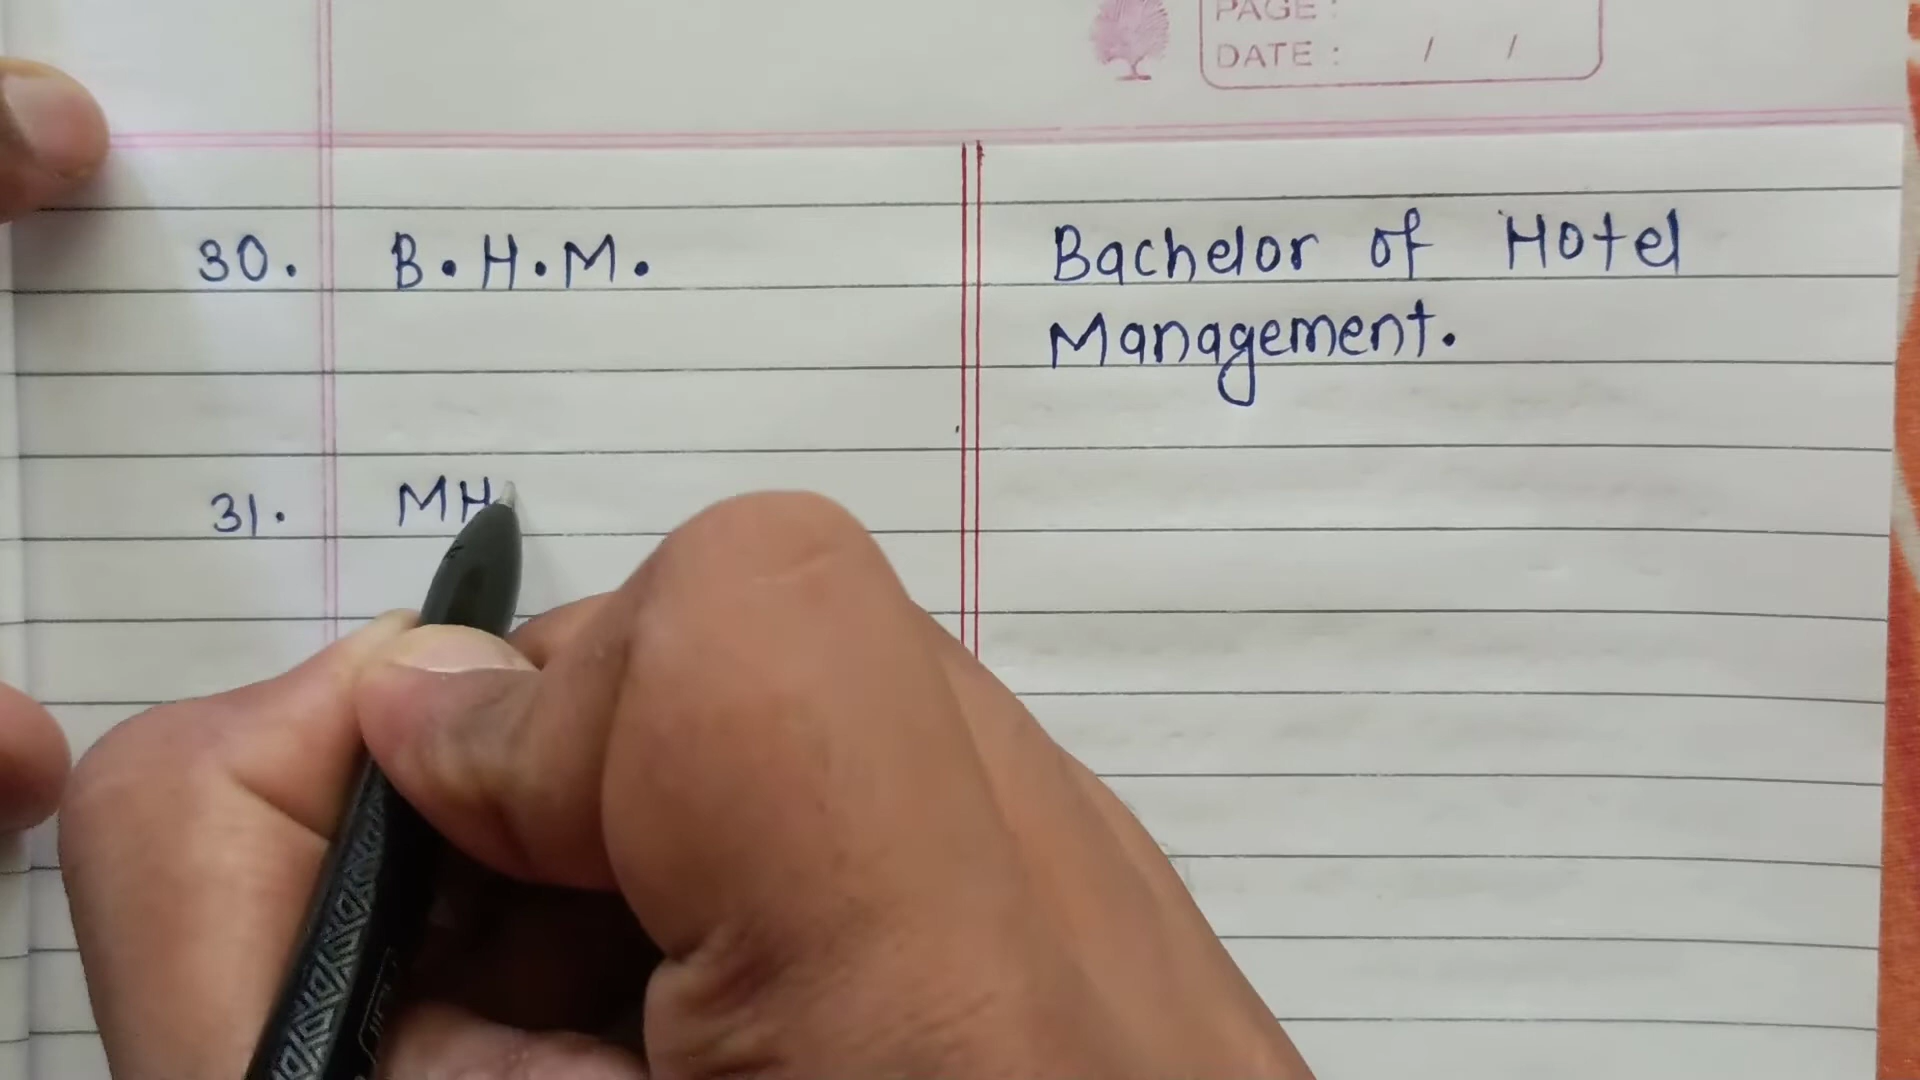 PAGE :
DATE : / /
30. B.H.M. Bachelor of Hotel
Management.
31. MH